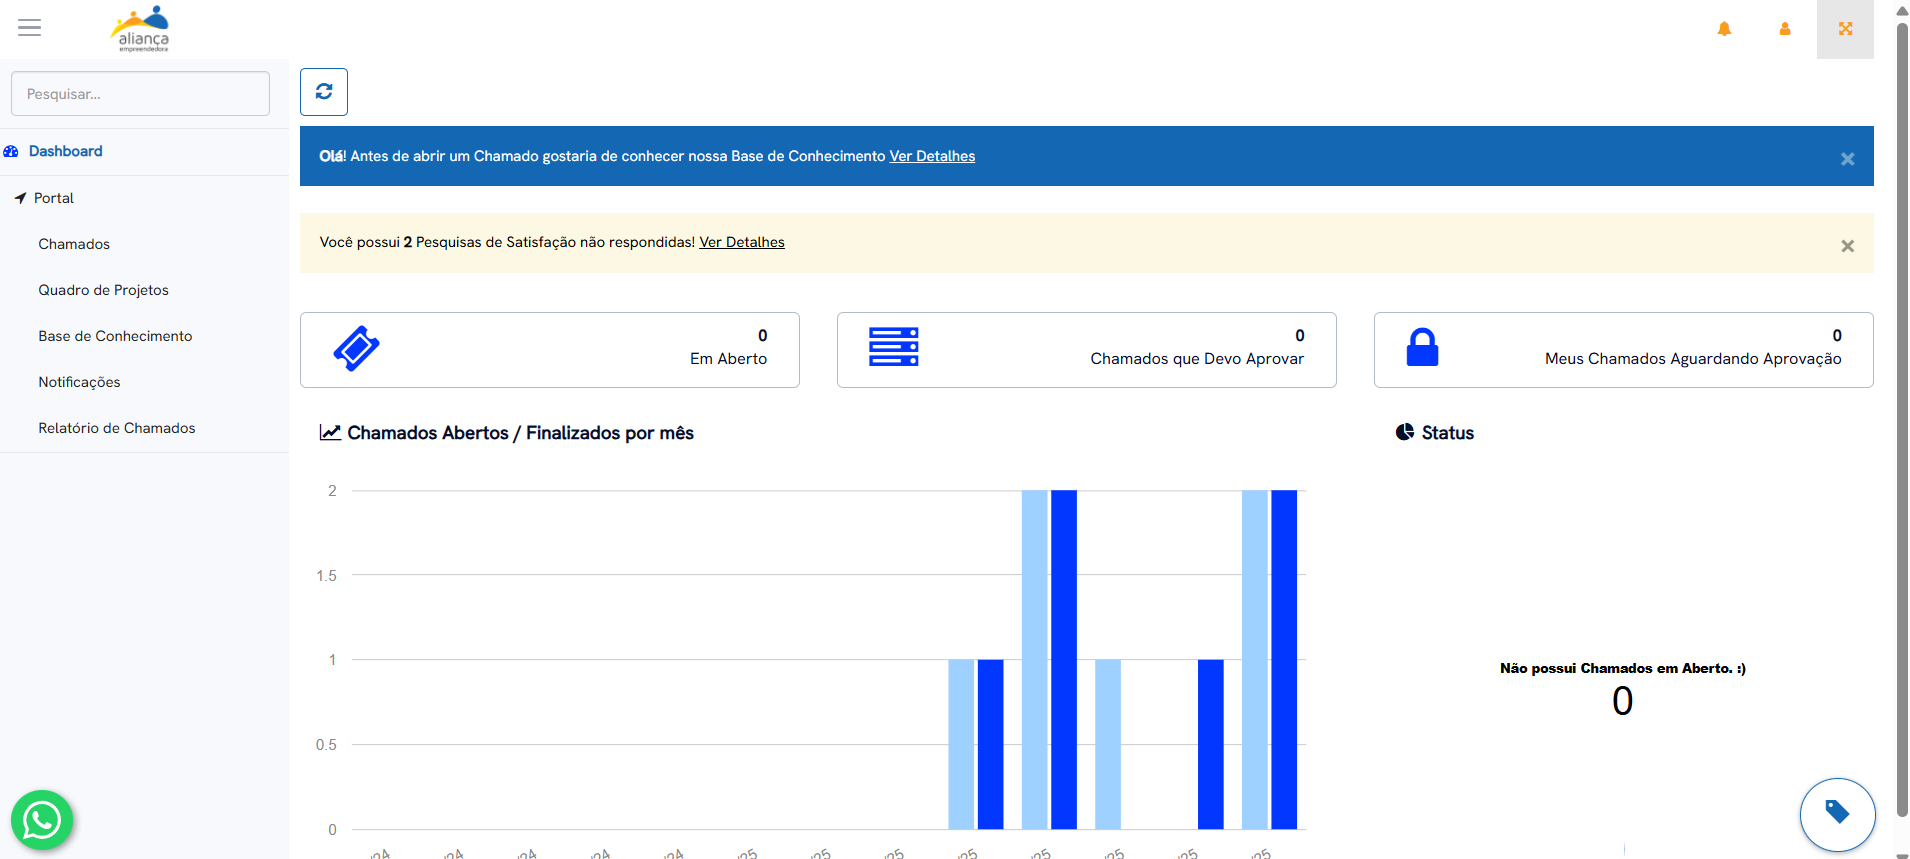 aliança
empreendedora
Pesquisar...
Dashboard
Portal
Chamados
Quadro de Projetos
Base de Conhecimento
Notificações
Relatório de Chamados
Olá! Antes de abrir um Chamado gostaria de conhecer nossa Base de Conhecimento Ver Detalhes
×
Você possui 2 Pesquisas de Satisfação não respondidas! Ver Detalhes
×
0
Em Aberto
0
Chamados que Devo Aprovar
0
Meus Chamados Aguardando Aprovação
Chamados Abertos / Finalizados por mês
2
1.5
1
0.5
0
Status
Não possui Chamados em Aberto. :)
0